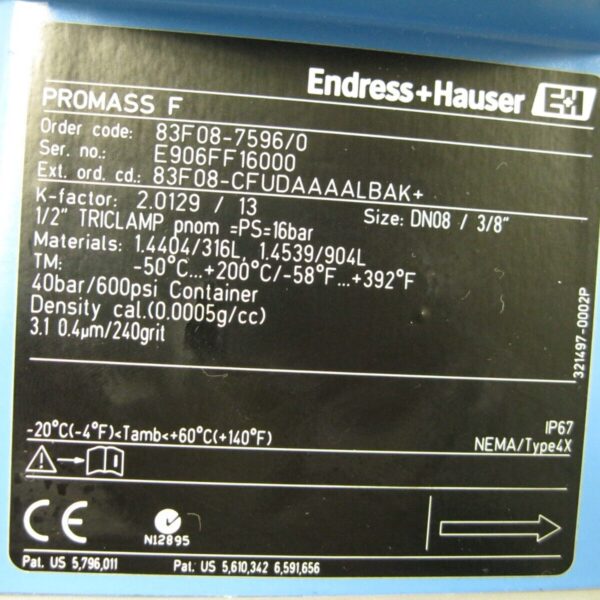 Endress+Hauser E+H
PROMASS F
Order code: 83F08-7596/0
Ser. no.: E906FF16000
Ext. ord. cd.: 83F08-CFUDAAAALBAK+
K-factor: 2.0129 / 13
Size: DN08 / 3/8"
1/2" TRICLAMP pnom =PS=16bar
Materials: 1.4404/316L, 1.4539/904L
TM: -50°C...+200°C/-58°F...+392°F
40bar/600psi Container
Density cal.(0.0005g/cc)
3.1 0.4µm/240grit
321497-0002P
-20°C(-4°F)<Tamb<+60°C(+140°F)
IP67
NEMA/Type4X
CE
N12895
Pat. US 5,796,011
Pat. US 5,610,342 6,591,656